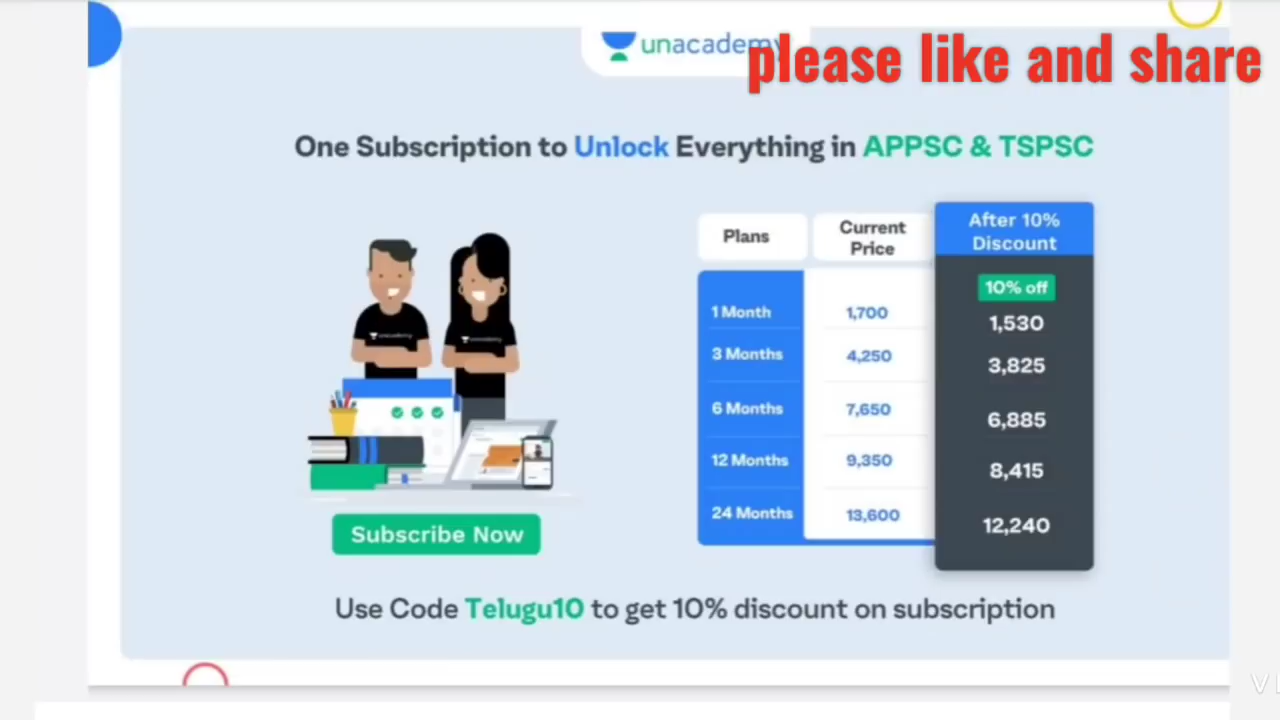 unacademy
please like and share
One Subscription to Unlock Everything in APPSC & TSPSC
Plans
Current
Price
After 10%
Discount
10% off
1 Month 1,700 1,530
3 Months 4,250 3,825
6 Months 7,650 6,885
12 Months 9,350 8,415
24 Months 13,600 12,240
unacademy
unacademy
Subscribe Now
Use Code Telugu10 to get 10% discount on subscription